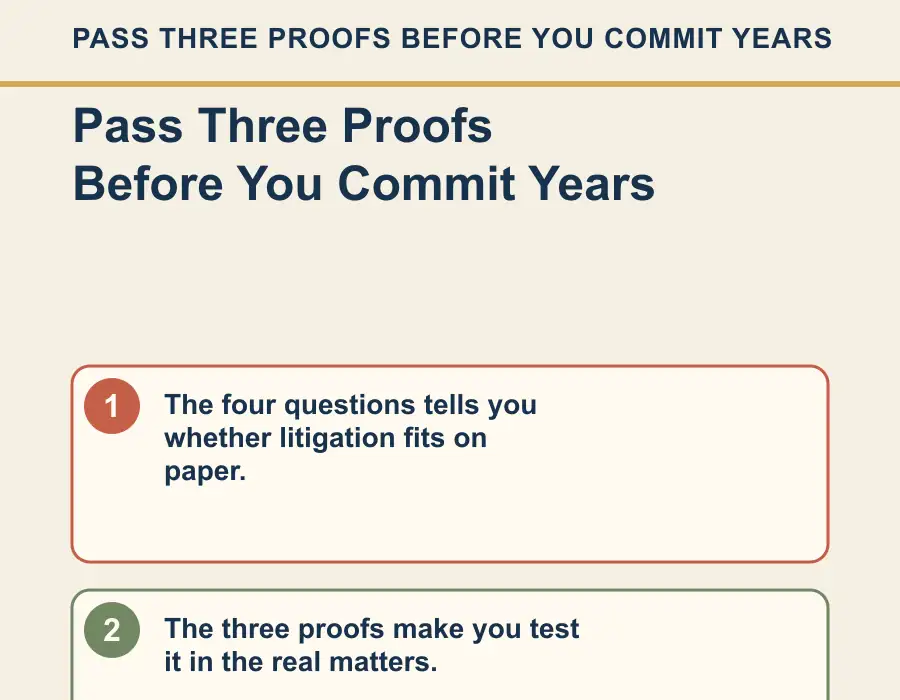 PASS THREE PROOFS BEFORE YOU COMMIT YEARS
Pass Three Proofs
Before You Commit Years
1
The four questions tells you
whether litigation fits on
paper.
2
The three proofs make you test
it in the real matters.